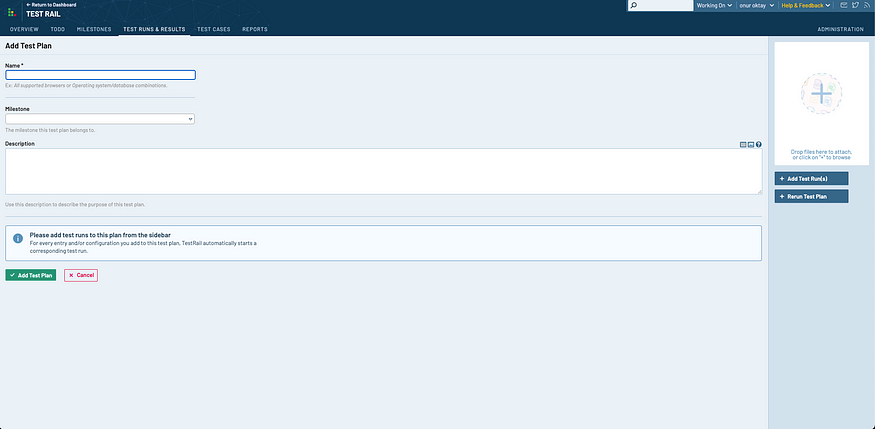 ← Return to Dashboard
TEST RAIL
Working On
onur oktay
Help & Feedback
OVERVIEW TODO MILESTONES TEST RUNS & RESULTS TEST CASES REPORTS ADMINISTRATION
Add Test Plan
Name *
Ex: All supported browsers or Operating system/database combinations.
Milestone
The milestone this test plan belongs to.
Description
Use this description to describe the purpose of this test plan.
Please add test runs to this plan from the sidebar
For every entry and/or configuration you add to this test plan, TestRail automatically starts a
corresponding test run.
Add Test Plan
Cancel
Drop files here to attach,
or click on "+" to browse
+ Add Test Run(s)
+ Rerun Test Plan